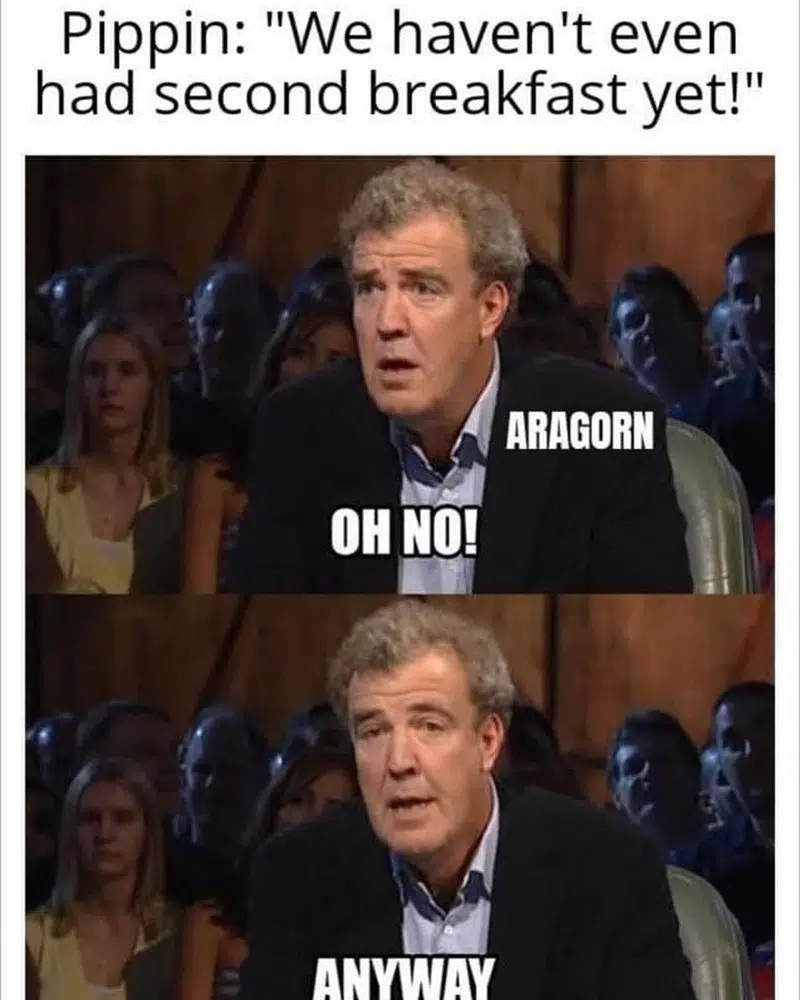 Pippin: "We haven't even
had second breakfast yet!"
ARAGORN
OH NO!
ANYWAY